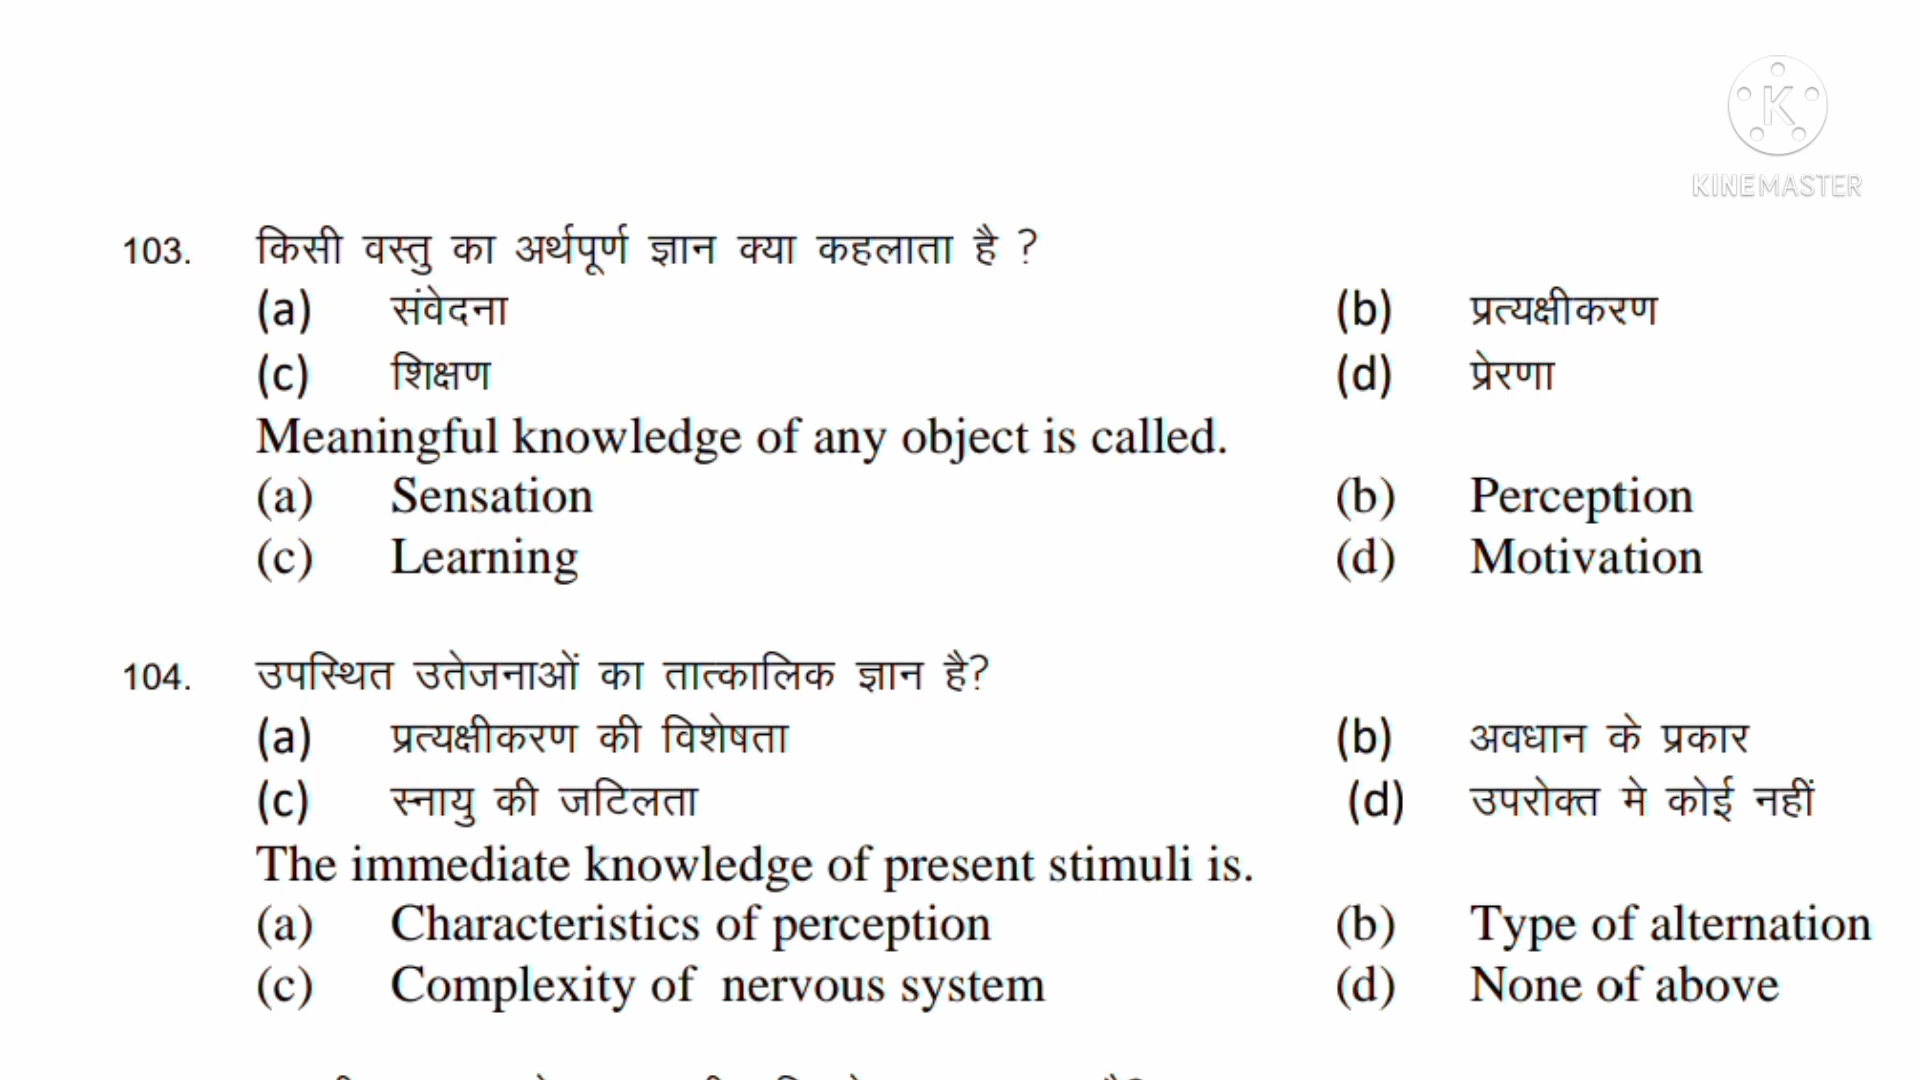 KINEMASTER
103. किसी वस्तु का अर्थपूर्ण ज्ञान क्या कहलाता है ?
(a) संवेदना (b) प्रत्यक्षीकरण
(c) शिक्षण (d) प्रेरणा
Meaningful knowledge of any object is called.
(a) Sensation (b) Perception
(c) Learning (d) Motivation
104. उपस्थित उतेजनाओं का तात्कालिक ज्ञान है?
(a) प्रत्यक्षीकरण की विशेषता (b) अवधान के प्रकार
(c) स्नायु की जटिलता (d) उपरोक्त मे कोई नहीं
The immediate knowledge of present stimuli is.
(a) Characteristics of perception (b) Type of alternation
(c) Complexity of nervous system (d) None of above